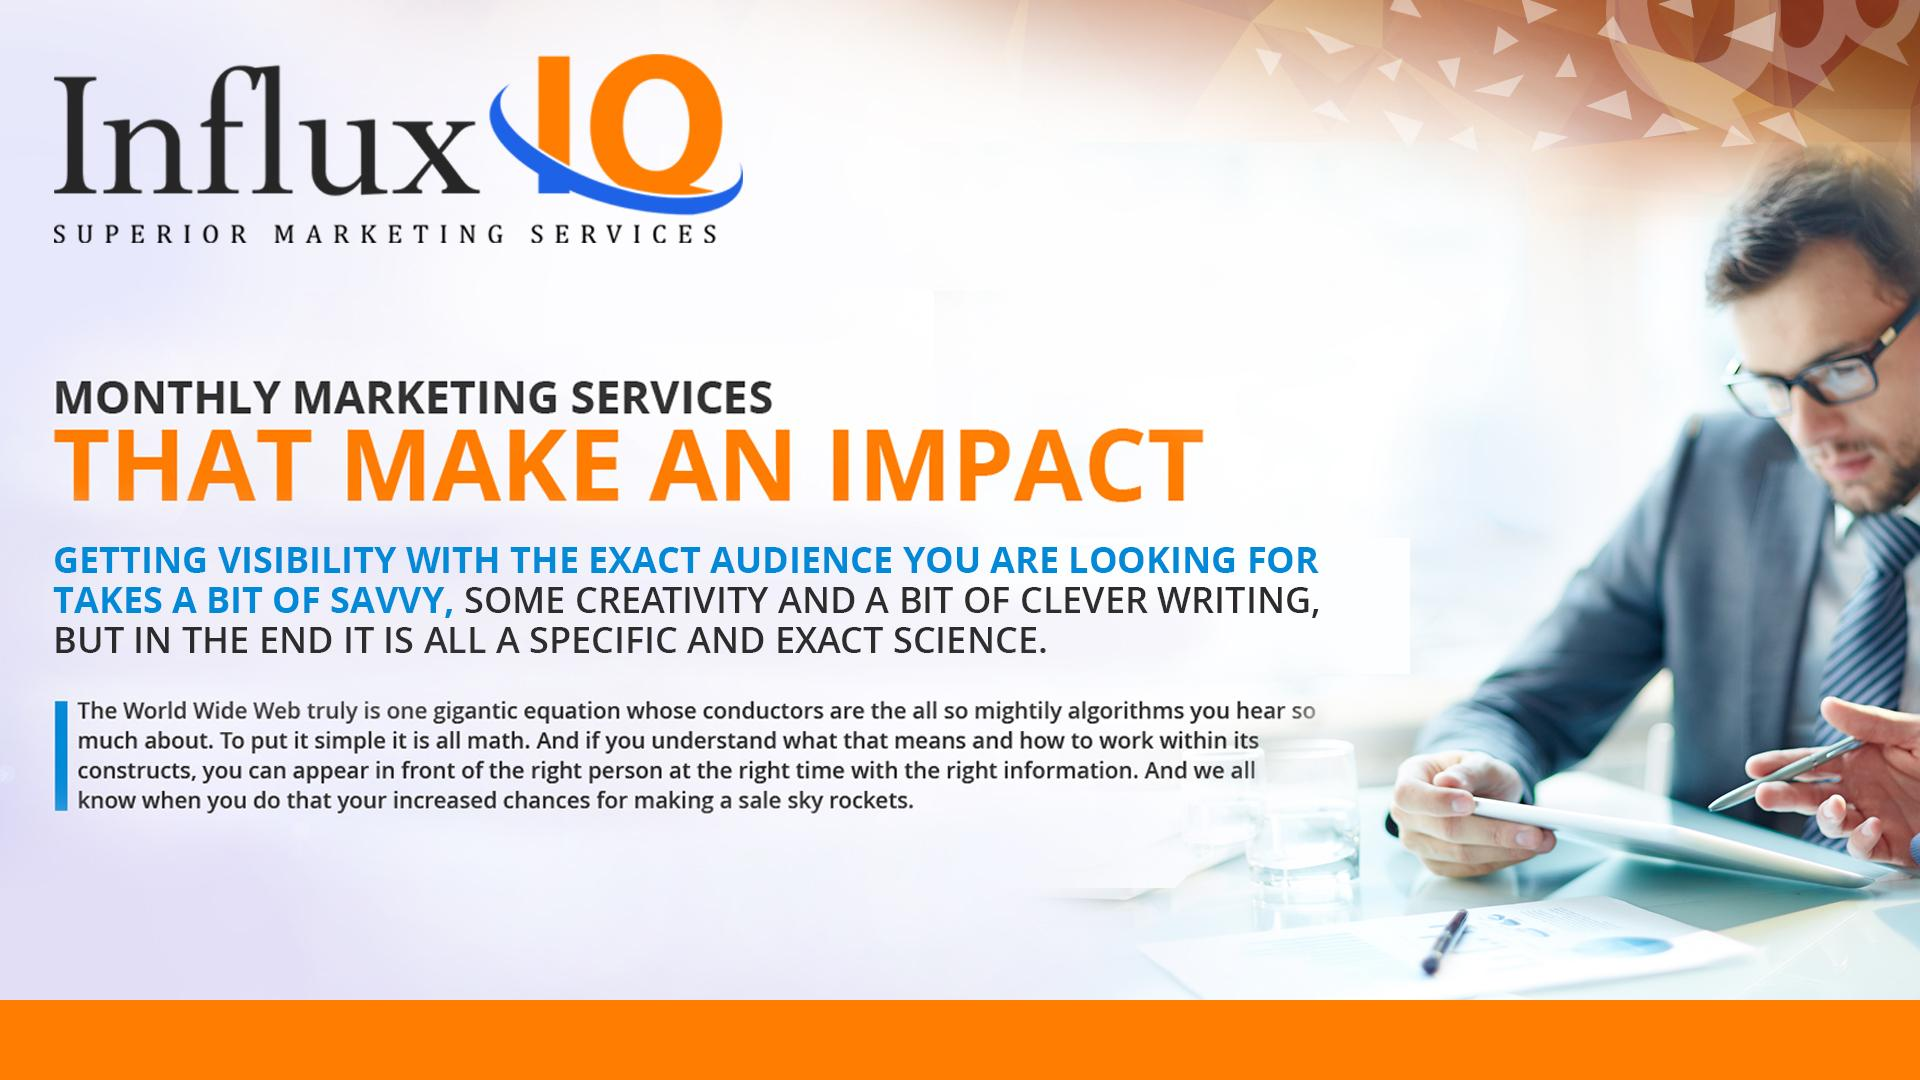 Influx IQ
SUPERIOR MARKETING SERVICES
MONTHLY MARKETING SERVICES
THAT MAKE AN IMPACT
GETTING VISIBILITY WITH THE EXACT AUDIENCE YOU ARE LOOKING FOR
TAKES A BIT OF SAVVY, SOME CREATIVITY AND A BIT OF CLEVER WRITING,
BUT IN THE END IT IS ALL A SPECIFIC AND EXACT SCIENCE.
The World Wide Web truly is one gigantic equation whose conductors are the all so mightily algorithms you hear so
much about. To put it simple it is all math. And if you understand what that means and how to work within its
constructs, you can appear in front of the right person at the right time with the right information. And we all
know when you do that your increased chances for making a sale sky rockets.